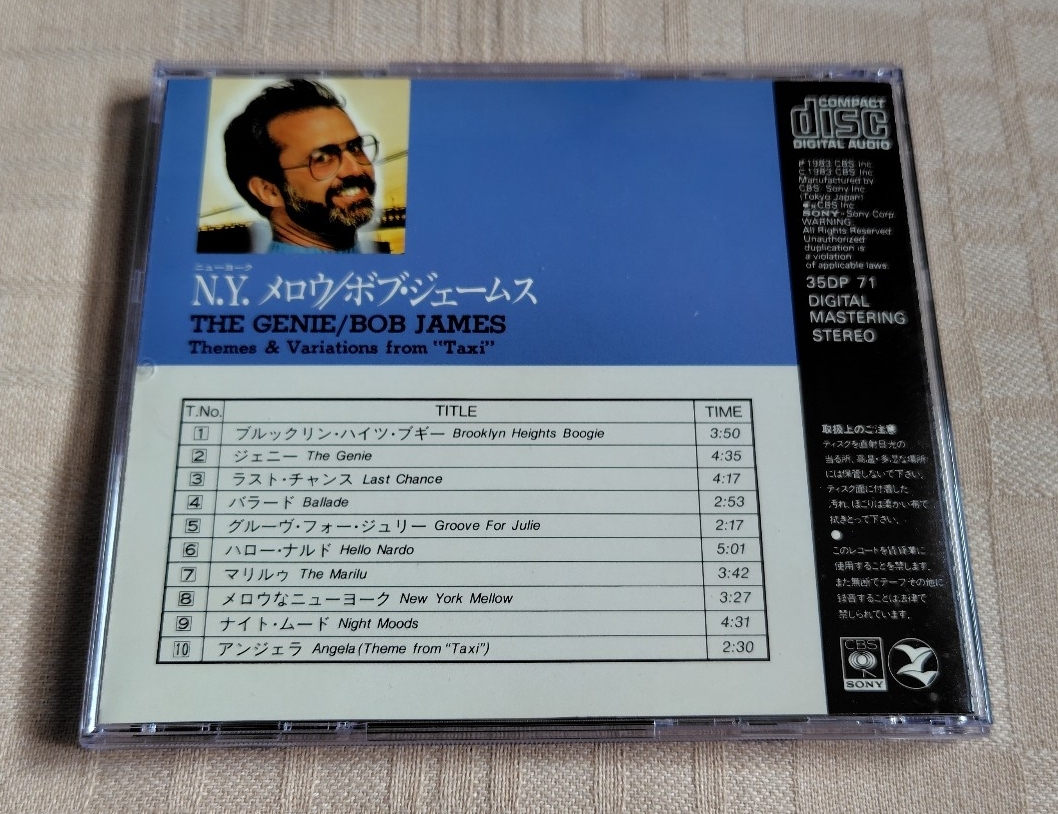 ニューヨーク
N.Y. メロウ/ボブ・ジェームス
THE GENIE/BOB JAMES
Themes & Variations from "Taxi"
T.No. TITLE TIME
1 ブルックリン・ハイツ・ブギー Brooklyn Heights Boogie 3:50
2 ジェニー The Genie 4:35
3 ラスト・チャンス Last Chance 4:17
4 バラード Ballade 2:53
5 グルーヴ・フォー・ジュリー Groove For Julie 2:17
6 ハロー・ナルド Hello Nardo 5:01
7 マリルゥ The Marilu 3:42
8 メロウなニューヨーク New York Mellow 3:27
9 ナイト・ムード Night Moods 4:31
10 アンジェラ Angela (Theme from "Taxi") 2:30
COMPACT
disc
DIGITAL AUDIO
P 1983 CBS Inc.
C 1983 CBS Inc.
Manufactured by
CBS Sony Inc.
(Tokyo Japan)
CBS Inc.
SONY Sony Corp.
WARNING:
All Rights Reserved.
Unauthorized
duplication is
a violation
of applicable laws.
35DP 71
DIGITAL
MASTERING
STEREO
取扱上のご注意
ディスクを直射日光の
当る所、高温・多湿な場所
には保管しないで下さい。
ディスク面に付着した
汚れ、ほこりは柔かい布で
拭きとって下さい。
このレコードを賃貸業に
使用することを禁じます。
また無断でテープその他に
録音することは法律で
禁じられています。
CBS
SONY